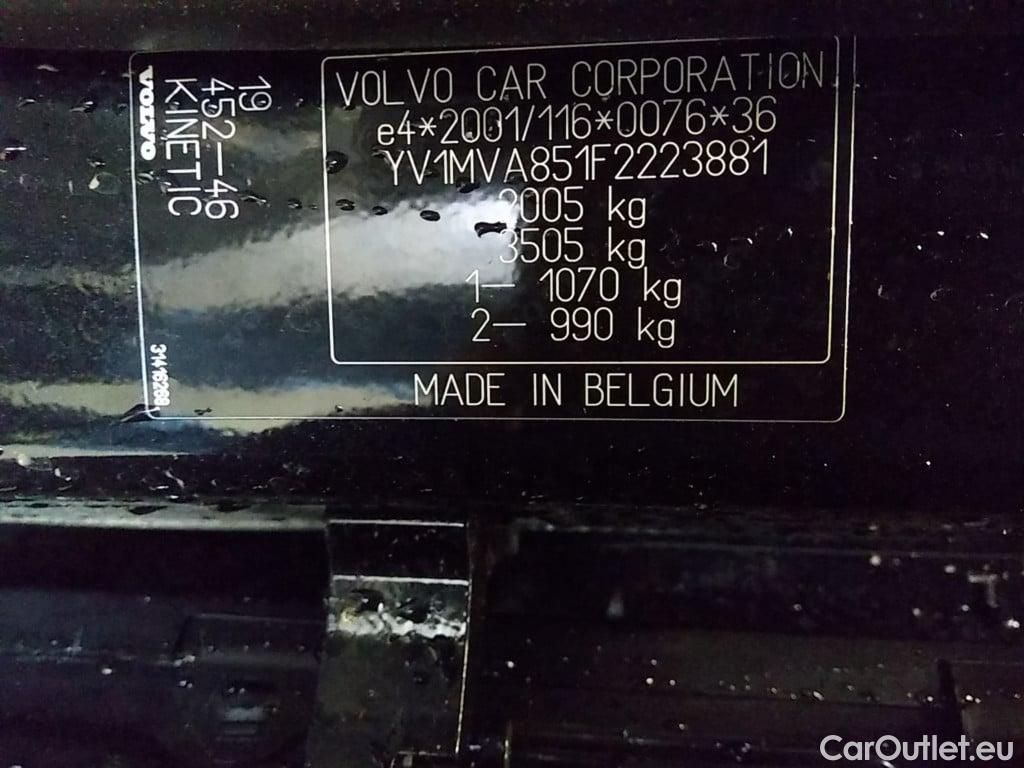 VOLVO CAR CORPORATION
e4*2001/116*0076*36
YV1MVA851F2223881
2005 kg
3505 kg
1— 1070 kg
2— 990 kg
MADE IN BELGIUM
19
452—46
KINETIC
VOLVO
31416268
CarOutlet.eu